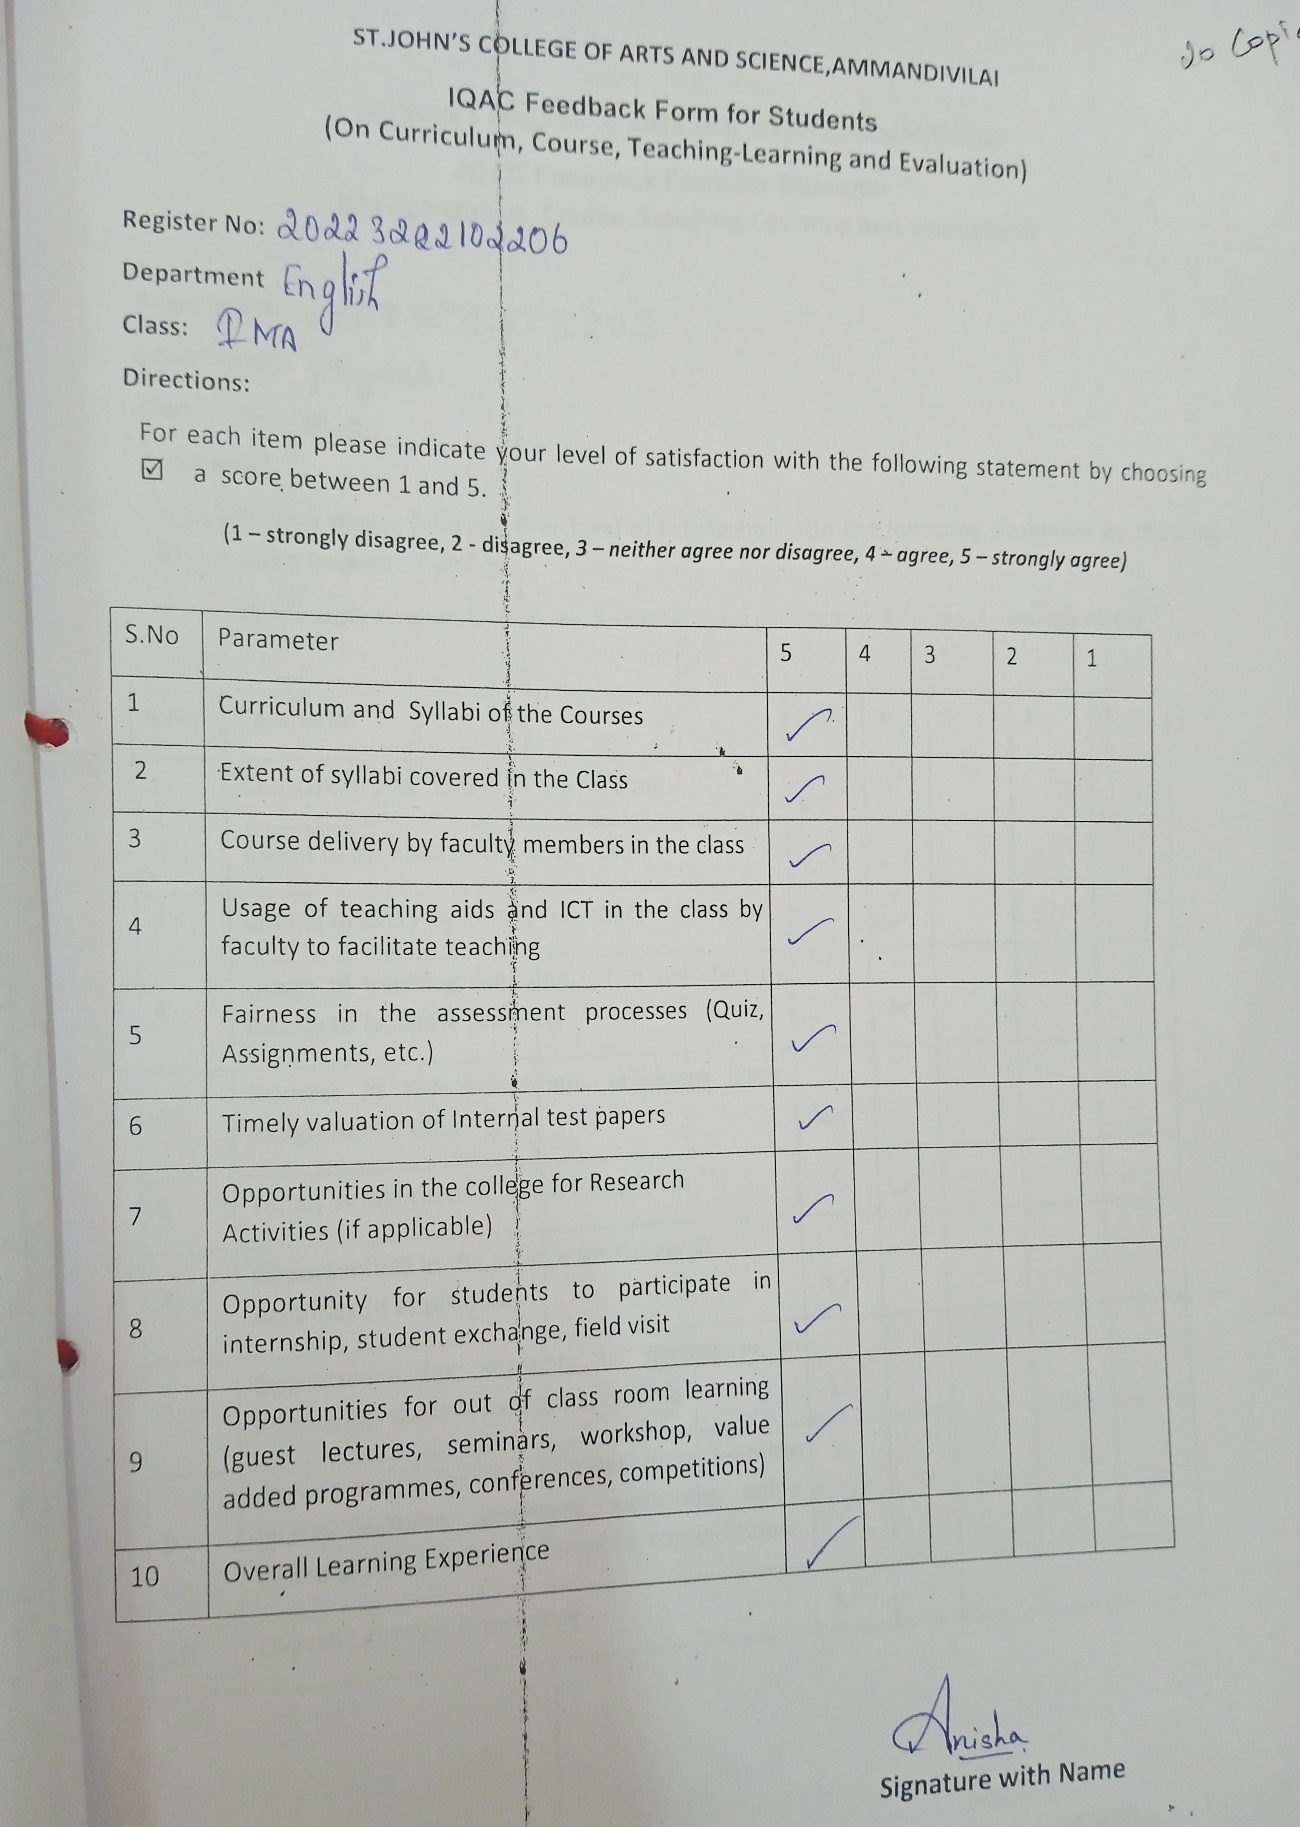 ST.JOHN'S COLLEGE OF ARTS AND SCIENCE,AMMANDIVILAI
IQAC Feedback Form for Students
(On Curriculum, Course, Teaching-Learning and Evaluation)
Register No:
Department English
Class: I MA
Directions:
For each item please indicate your level of satisfaction with the following statement by choosing
☑ a score between 1 and 5.
(1 – strongly disagree, 2 - disagree, 3 – neither agree nor disagree, 4 – agree, 5 – strongly agree)
S.No Parameter 5 4 3 2 1
1 Curriculum and Syllabi of the Courses ✓
2 Extent of syllabi covered in the Class ✓
3 Course delivery by faculty members in the class ✓
4 Usage of teaching aids and ICT in the class by
faculty to facilitate teaching ✓
5 Fairness in the assessment processes (Quiz,
Assignments, etc.) ✓
6 Timely valuation of Internal test papers ✓
7 Opportunities in the college for Research
Activities (if applicable) ✓
8 Opportunity for students to participate in
internship, student exchange, field visit ✓
9 Opportunities for out of class room learning
(guest lectures, seminars, workshop, value
added programmes, conferences, competitions) ✓
10 Overall Learning Experience ✓
Anisha
Signature with Name